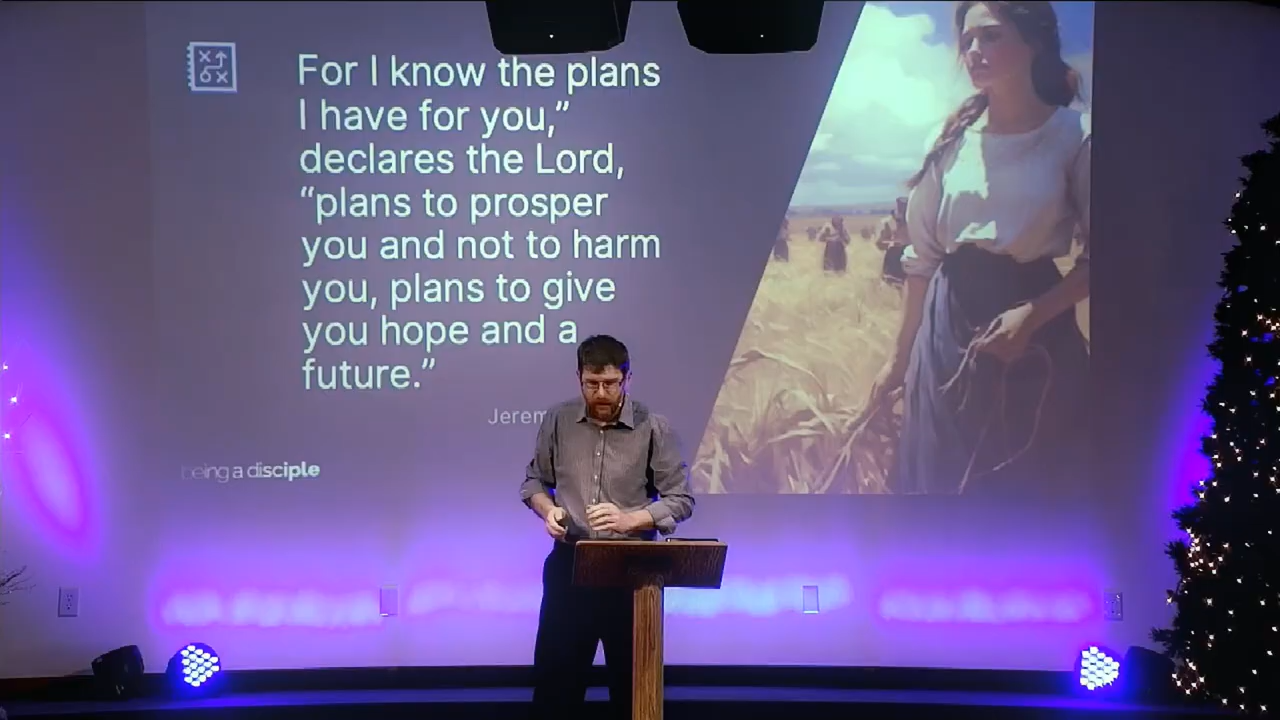 For I know the plans
I have for you,”
declares the Lord,
“plans to prosper
you and not to harm
you, plans to give
you hope and a
future.”
being a disciple